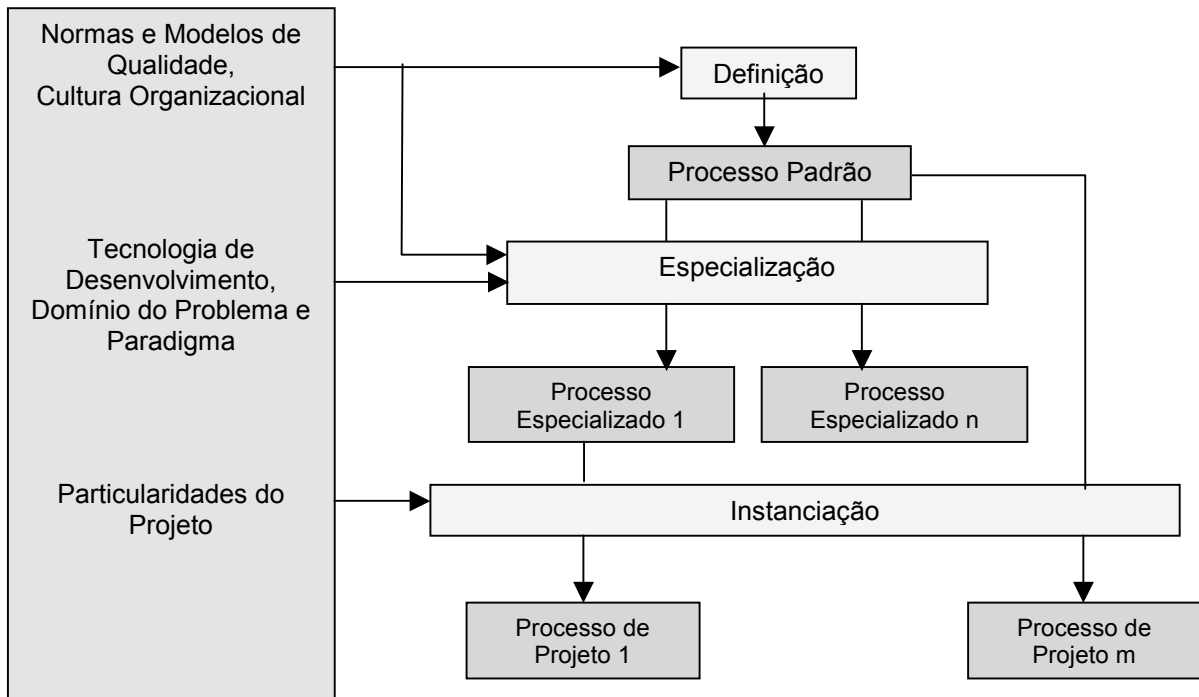 Normas e Modelos de
Qualidade,
Cultura Organizacional
Definição
Processo Padrão
Tecnologia de
Desenvolvimento,
Domínio do Problema e
Paradigma
Especialização
Processo
Especializado 1
Processo
Especializado n
Particularidades do
Projeto
Instanciação
Processo de
Projeto 1
Processo de
Projeto m